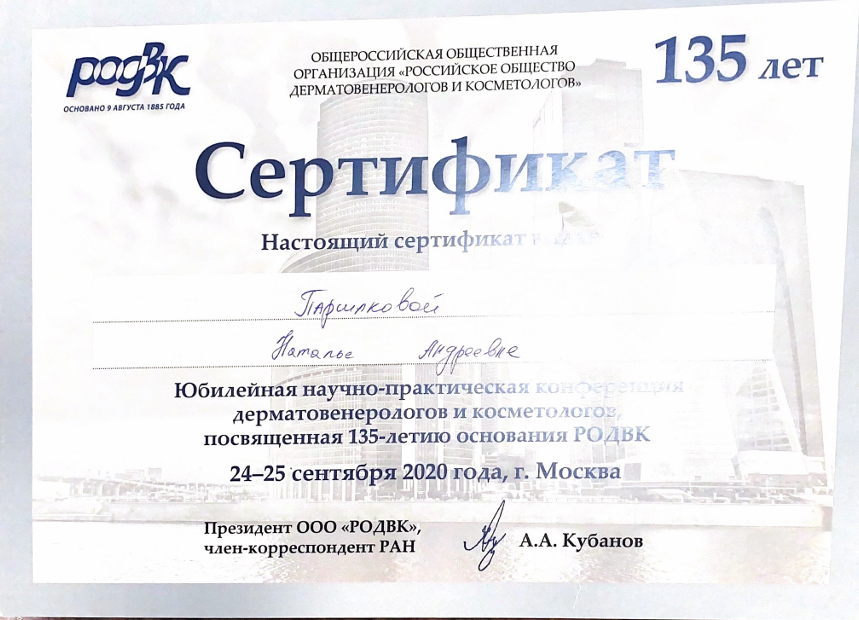 родВК
ОСНОВАНО 9 АВГУСТА 1885 ГОДА
ОБЩЕРОССИЙСКАЯ ОБЩЕСТВЕННАЯ
ОРГАНИЗАЦИЯ «РОССИЙСКОЕ ОБЩЕСТВО
ДЕРМАТОВЕНЕРОЛОГОВ И КОСМЕТОЛОГОВ»
135 лет
Сертификат
Настоящий сертификат
Паршиковой
Наталье Андреевне
Юбилейная научно-практическая конференция
дерматовенерологов и косметологов,
посвященная 135-летию основания РОДВК
24–25 сентября 2020 года, г. Москва
Президент ООО «РОДВК»,
член-корреспондент РАН
А.А. Кубанов